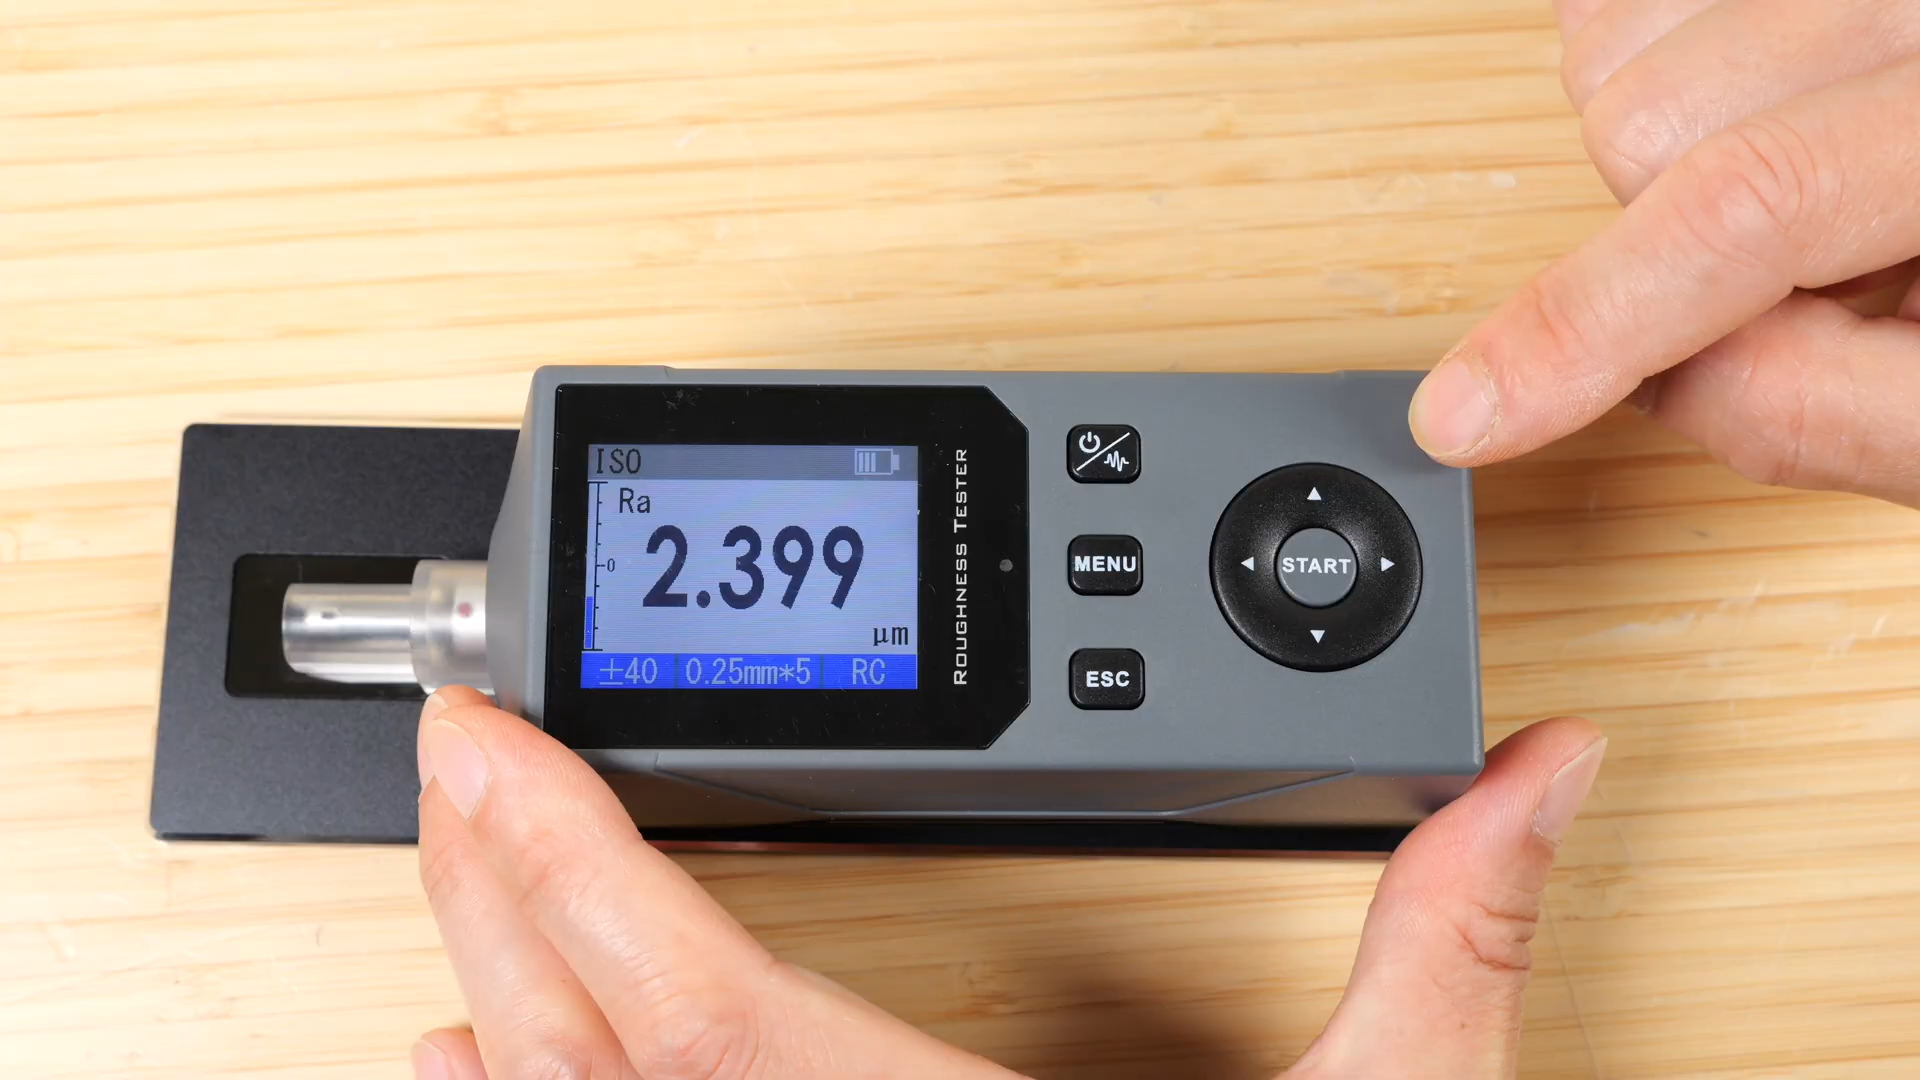 ISO
Ra
2.399
0
µm
±40 0.25mm*5 RC
ROUGHNESS TESTER
MENU
ESC
START